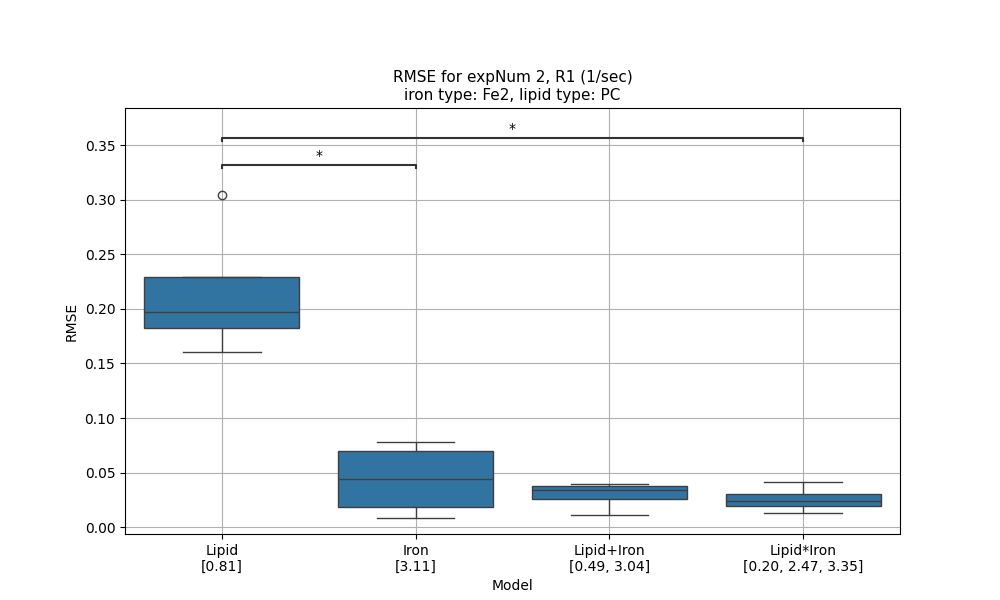 RMSE for expNum 2, R1 (1/sec)
iron type: Fe2, lipid type: PC
*
*
0.35
0.30
0.25
0.20
0.15
0.10
0.05
0.00
RMSE
Lipid
[0.81]
Iron
[3.11]
Lipid+Iron
[0.49, 3.04]
Lipid*Iron
[0.20, 2.47, 3.35]
Model